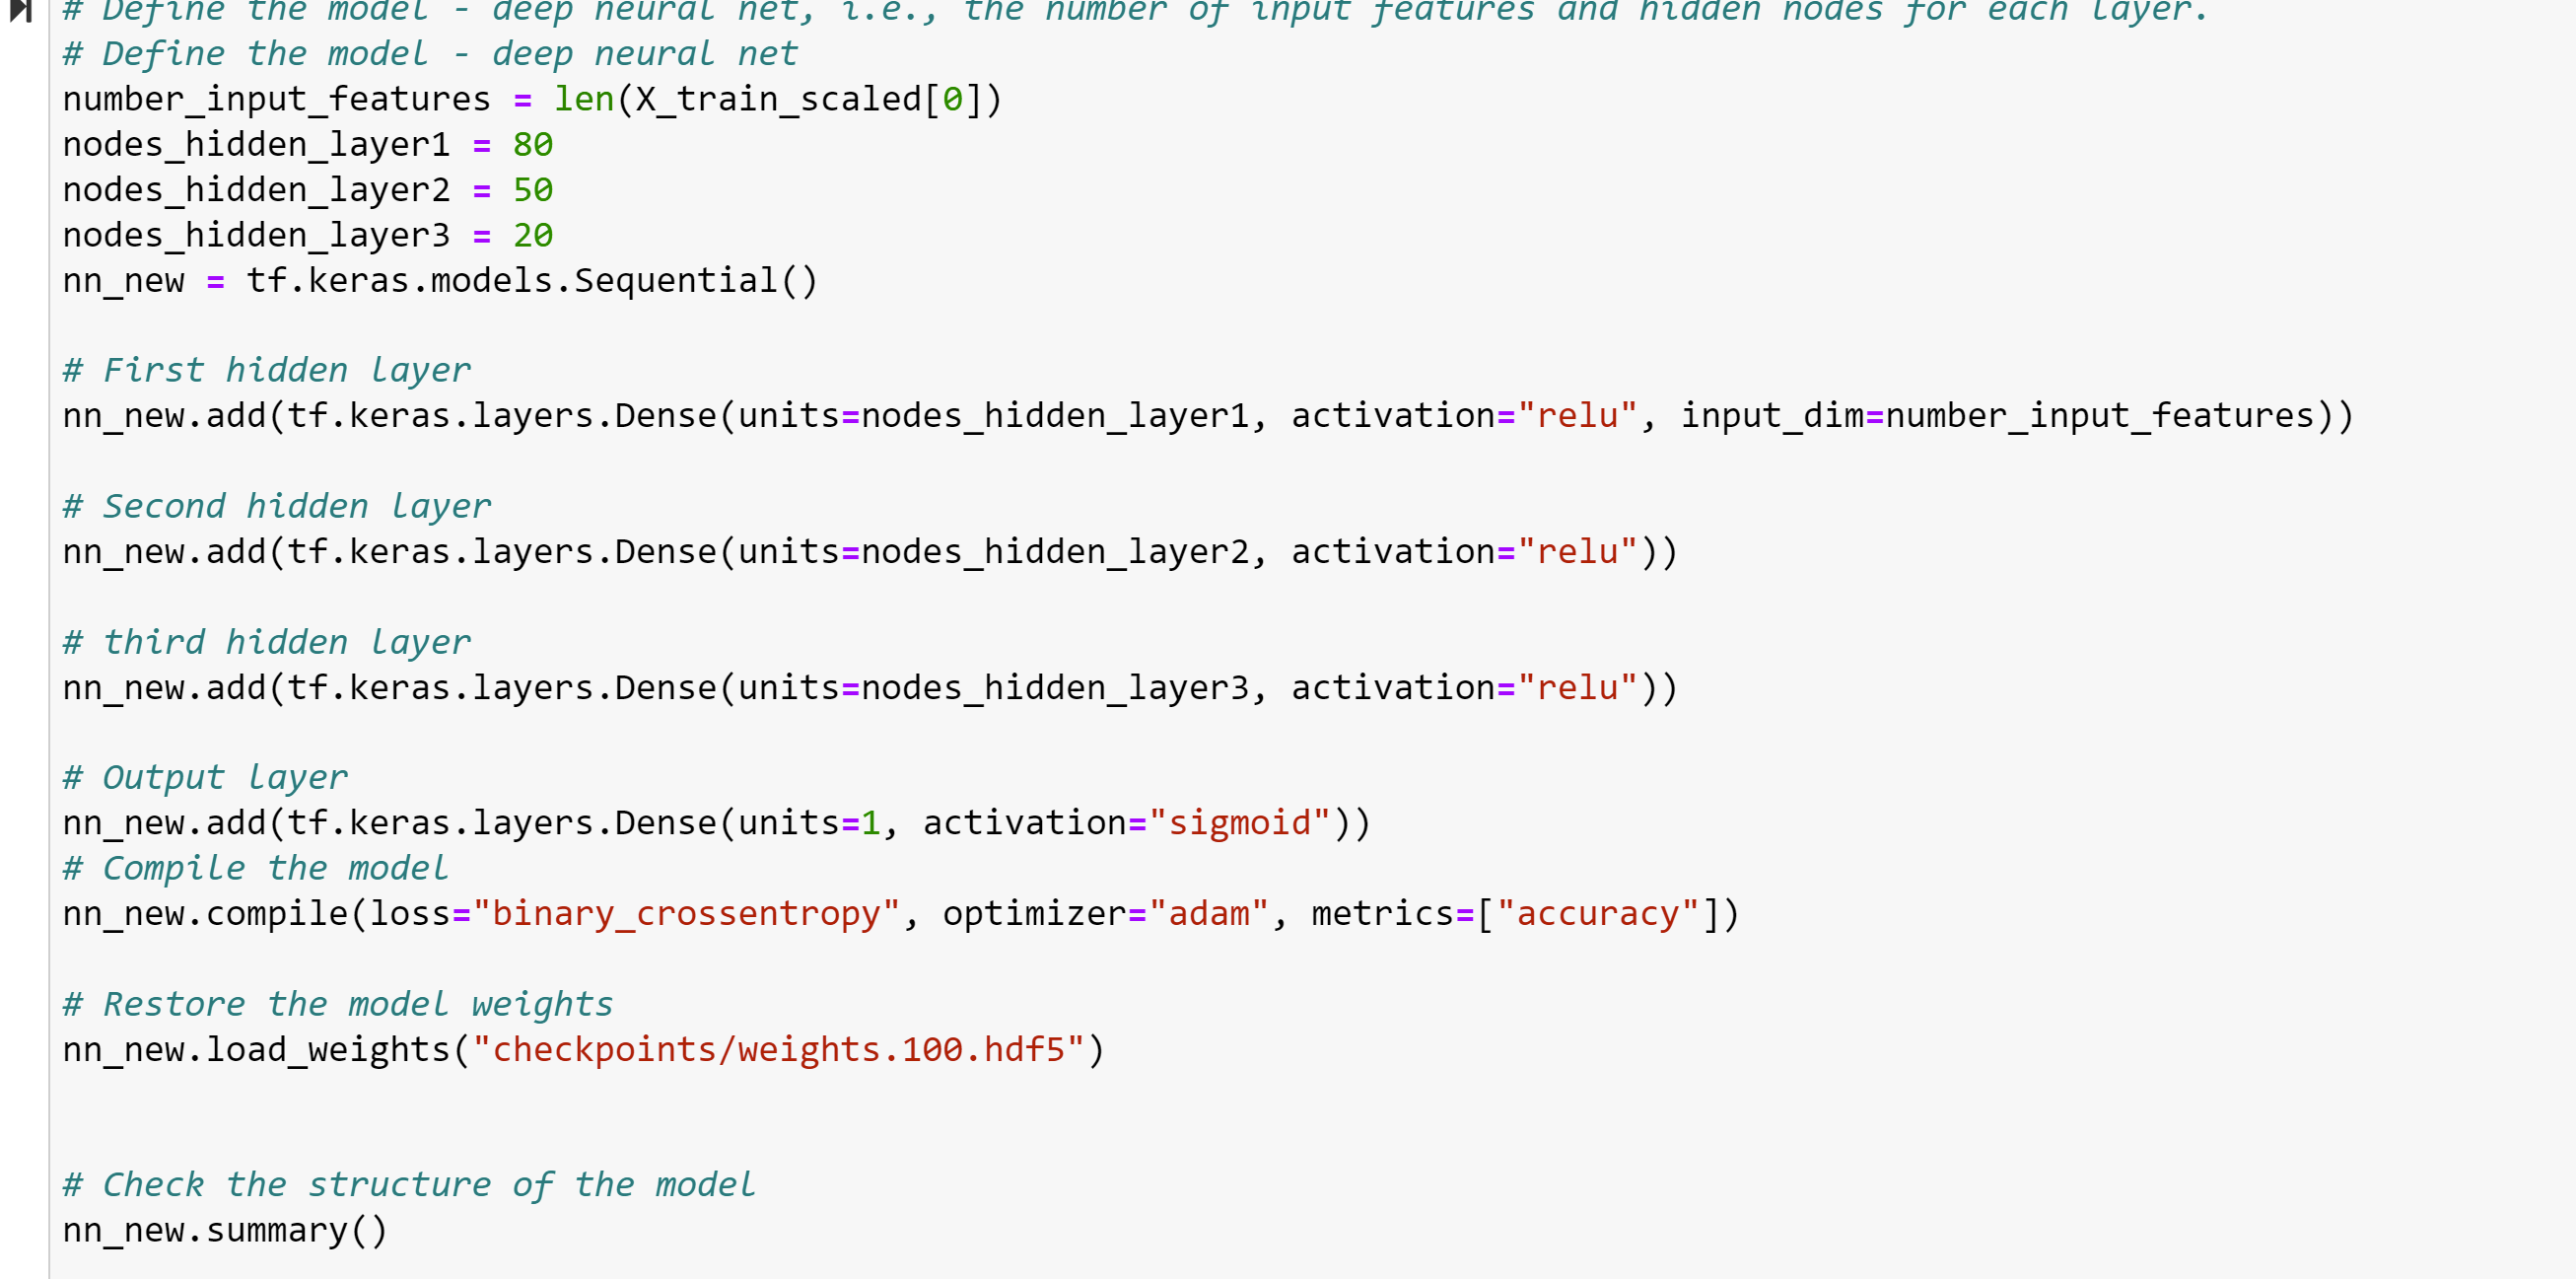 # Define the model - deep neural net, i.e., the number of input features and hidden nodes for each layer.
# Define the model - deep neural net
number_input_features = len(X_train_scaled[0])
nodes_hidden_layer1 = 80
nodes_hidden_layer2 = 50
nodes_hidden_layer3 = 20
nn_new = tf.keras.models.Sequential()
# First hidden layer
nn_new.add(tf.keras.layers.Dense(units=nodes_hidden_layer1, activation="relu", input_dim=number_input_features))
# Second hidden layer
nn_new.add(tf.keras.layers.Dense(units=nodes_hidden_layer2, activation="relu"))
# third hidden layer
nn_new.add(tf.keras.layers.Dense(units=nodes_hidden_layer3, activation="relu"))
# Output layer
nn_new.add(tf.keras.layers.Dense(units=1, activation="sigmoid"))
# Compile the model
nn_new.compile(loss="binary_crossentropy", optimizer="adam", metrics=["accuracy"])
# Restore the model weights
nn_new.load_weights("checkpoints/weights.100.hdf5")
# Check the structure of the model
nn_new.summary()